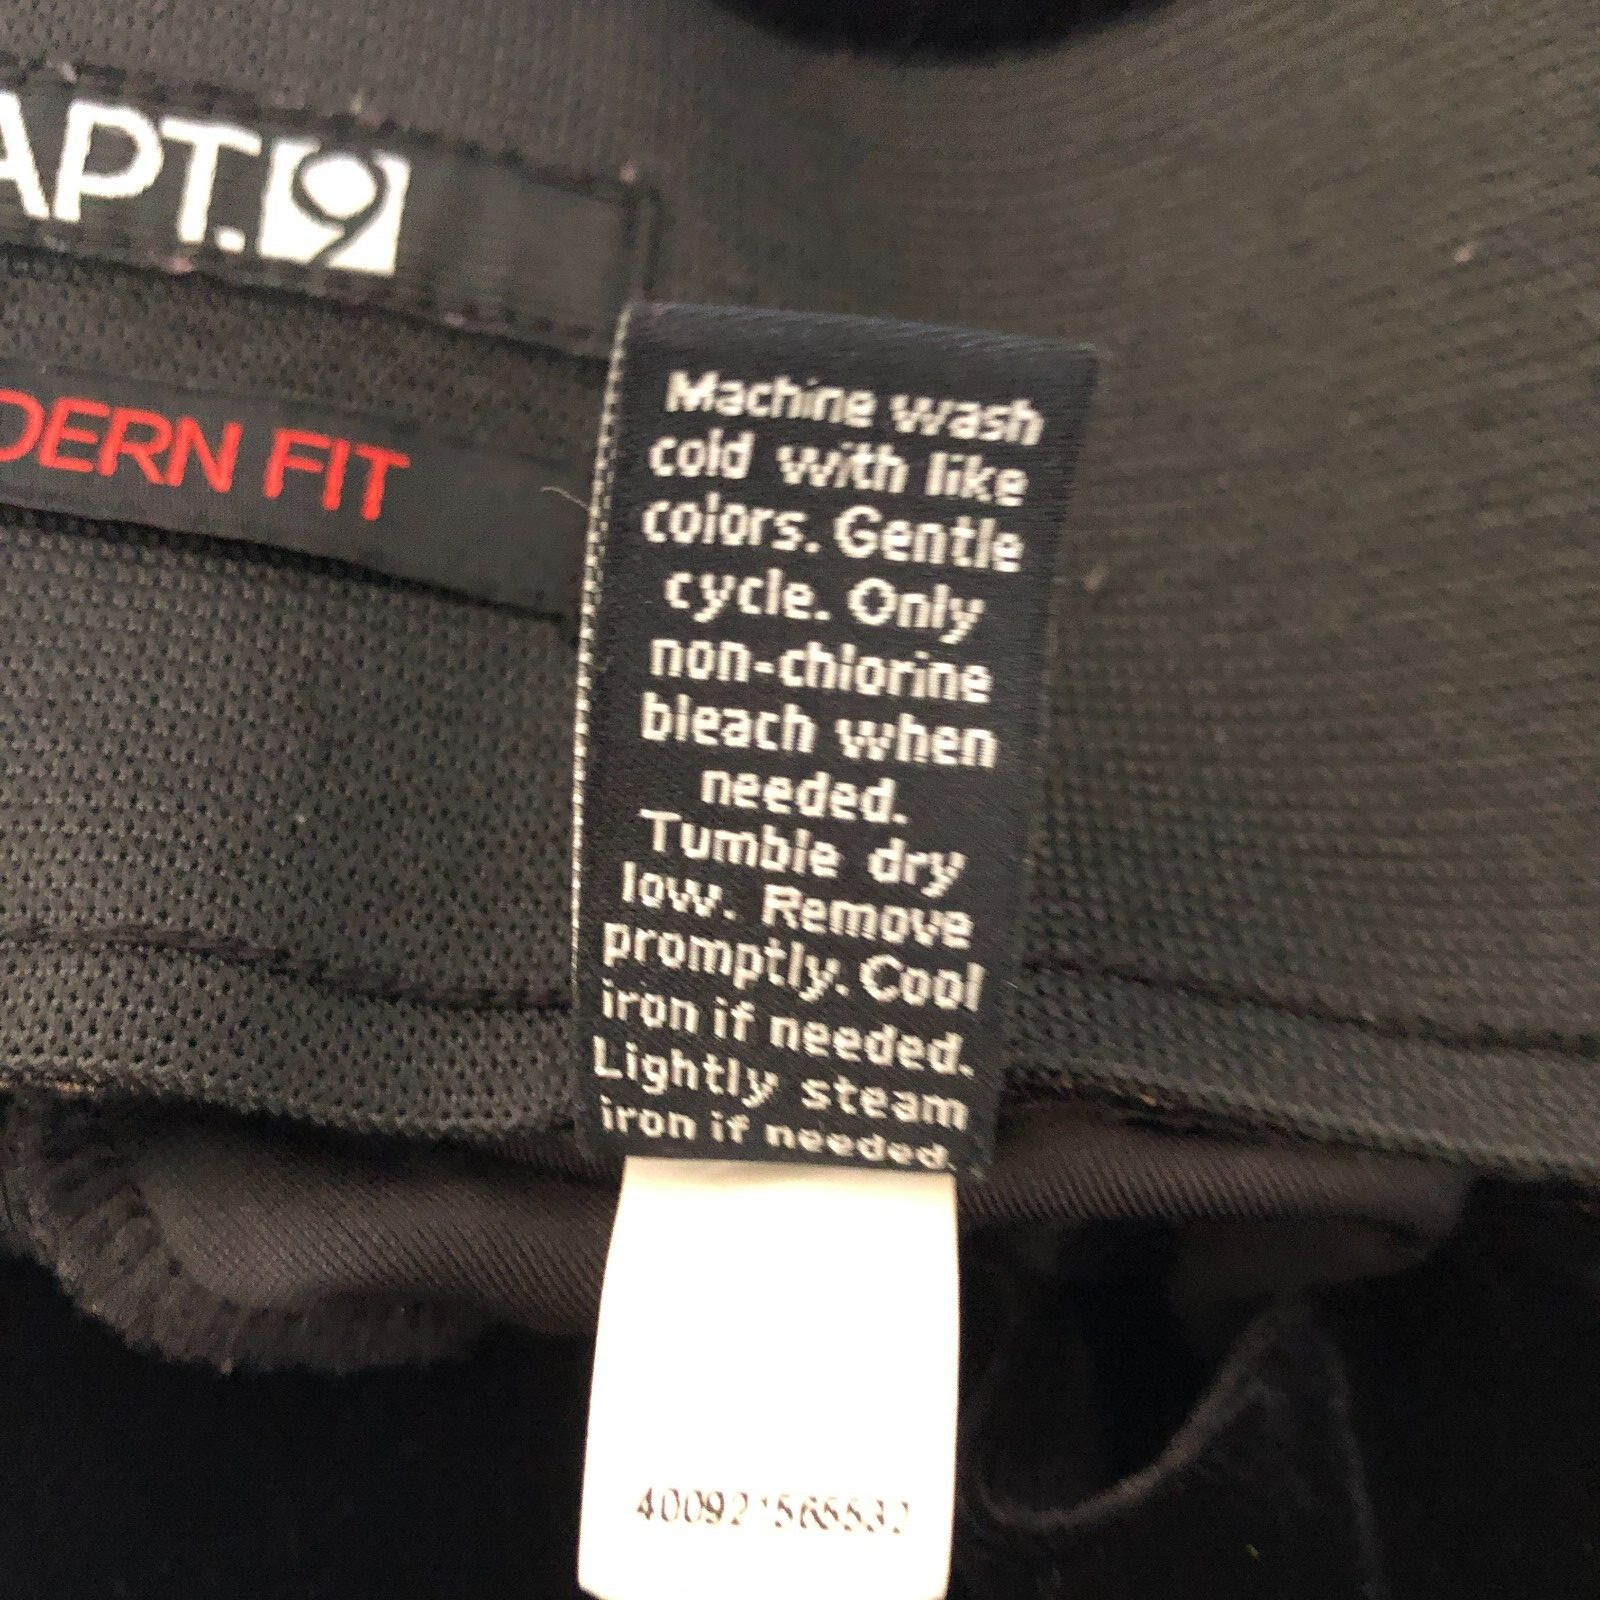 APT.9
DERN FIT
Machine wash
cold with like
colors. Gentle
cycle. Only
non-chlorine
bleach when
needed.
Tumble dry
low. Remove
promptly. Cool
iron if needed.
Lightly steam
iron if needed.